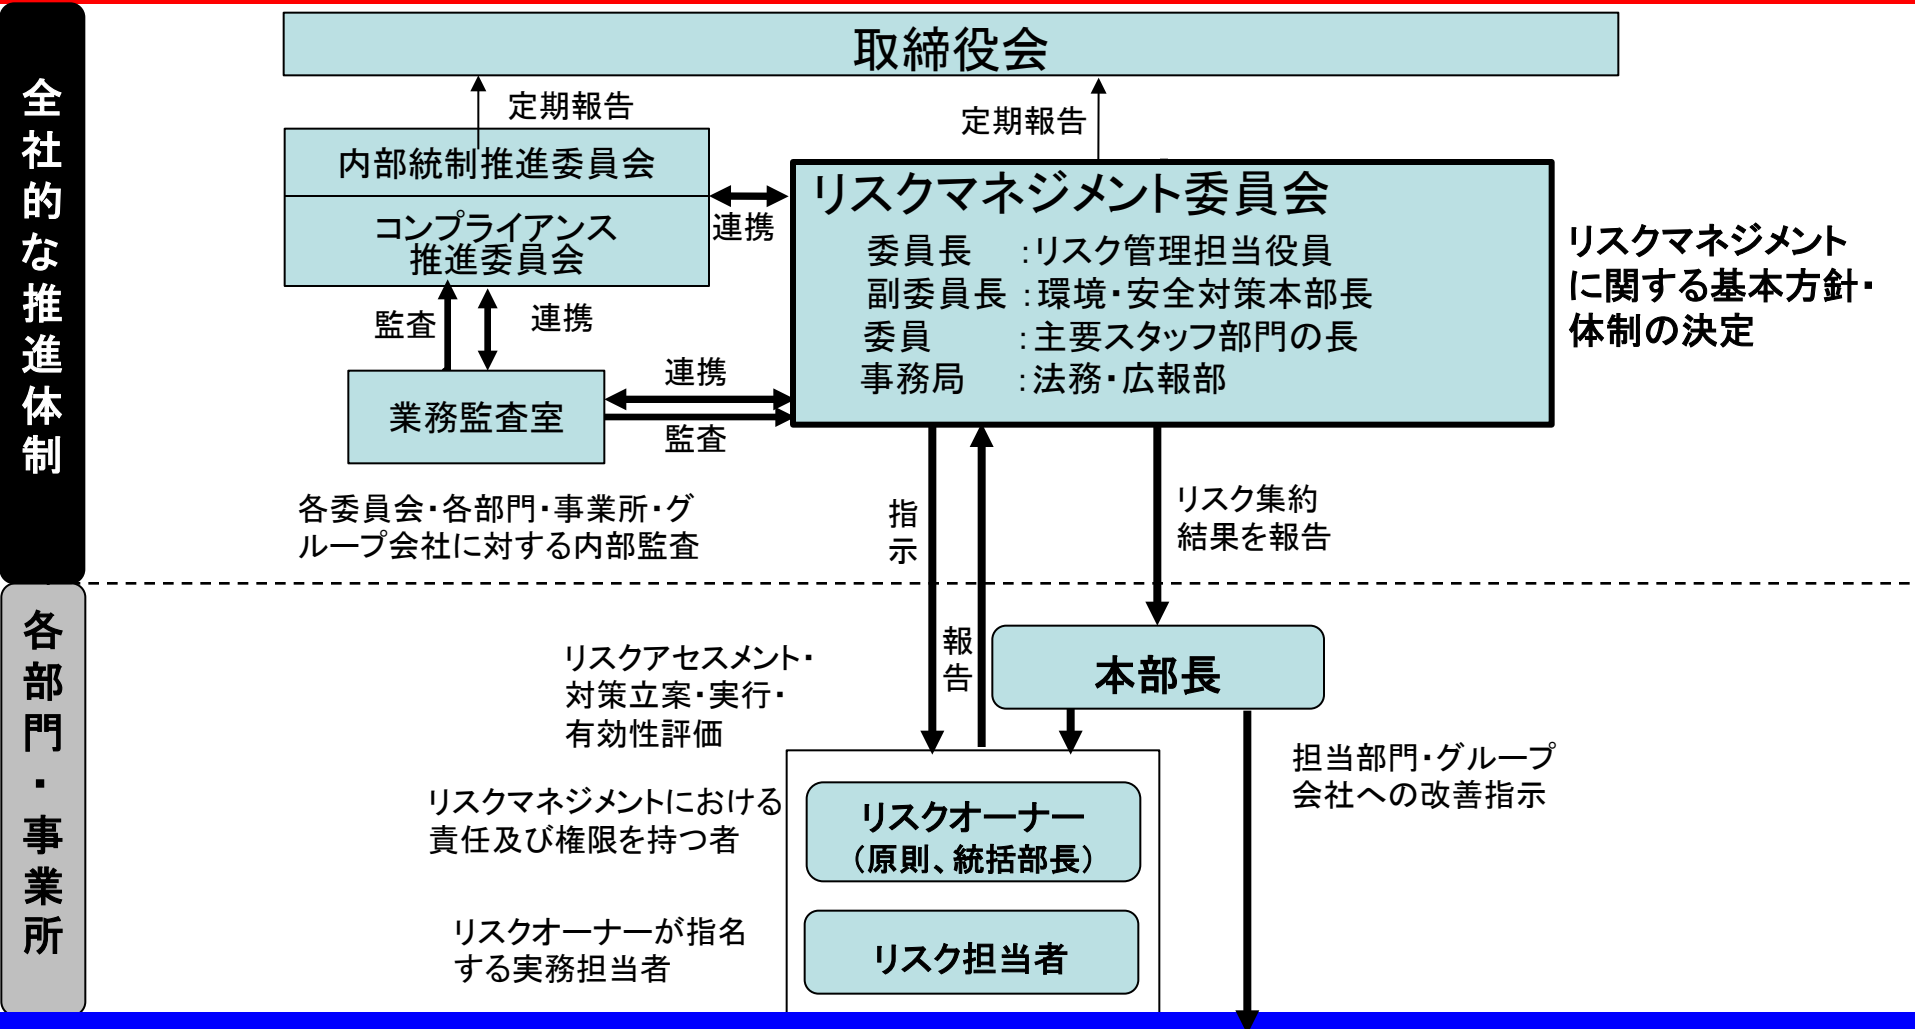 全社的な推進体制
取締役会
定期報告
定期報告
内部統制推進委員会
コンプライアンス
推進委員会
連携
リスクマネジメント委員会
委員長 :リスク管理担当役員
副委員長:環境・安全対策本部長
委員 :主要スタッフ部門の長
事務局 :法務・広報部
リスクマネジメント
に関する基本方針・
体制の決定
監査
連携
業務監査室
連携
監査
各委員会・各部門・事業所・グ
ループ会社に対する内部監査
指示
リスク集約
結果を報告
各部門・事業所
報告
本部長
リスクアセスメント・
対策立案・実行・
有効性評価
担当部門・グループ
会社への改善指示
リスクマネジメントにおける
責任及び権限を持つ者
リスクオーナー
(原則、統括部長)
リスクオーナーが指名
する実務担当者
リスク担当者